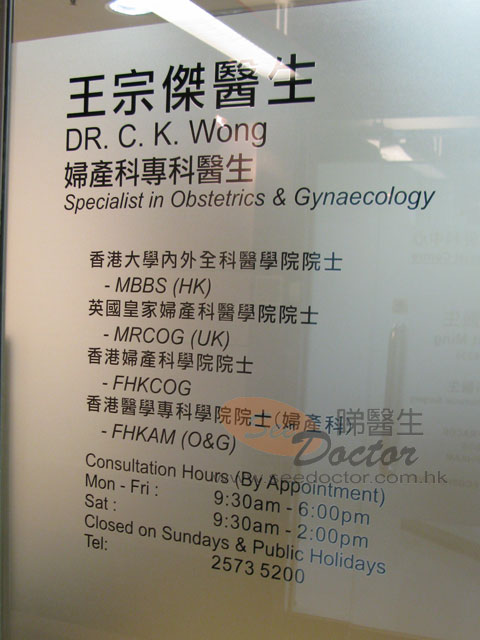 王宗傑醫生
DR. C. K. Wong
婦產科專科醫生
Specialist in Obstetrics & Gynaecology
香港大學內外全科醫學院院士
- MBBS (HK)
英國皇家婦產科醫學院院士
- MRCOG (UK)
香港婦產科學院院士
- FHKCOG
香港醫學專科學院院士(婦產科)
- FHKAM (O&G)
See Doctor 睇醫生
www.seedoctor.com.hk
Consultation Hours (By Appointment)
Mon - Fri : 9:30am - 6:00pm
Sat : 9:30am - 2:00pm
Closed on Sundays & Public Holidays
Tel: 2573 5200